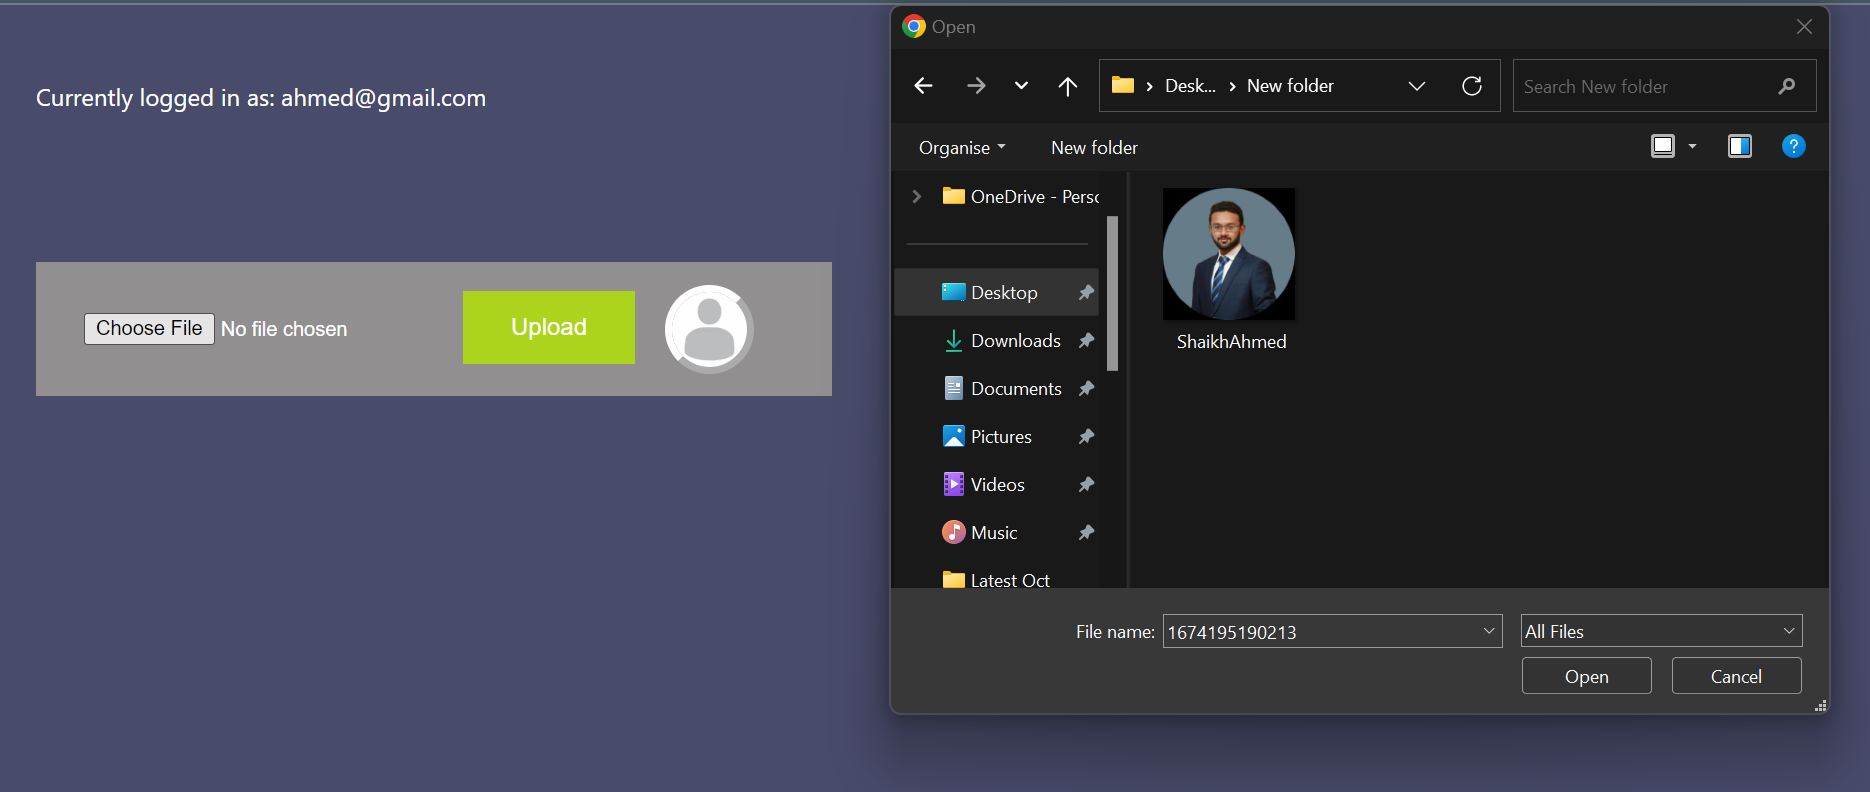 Currently logged in as: ahmed@gmail.com
Choose File No file chosen
Upload
Open
Desk... New folder
Search New folder
Organise
New folder
?
OneDrive - Perso
Desktop
Downloads
Documents
Pictures
Videos
Music
Latest Oct
ShaikhAhmed
File name: 1674195190213
All Files
Open
Cancel